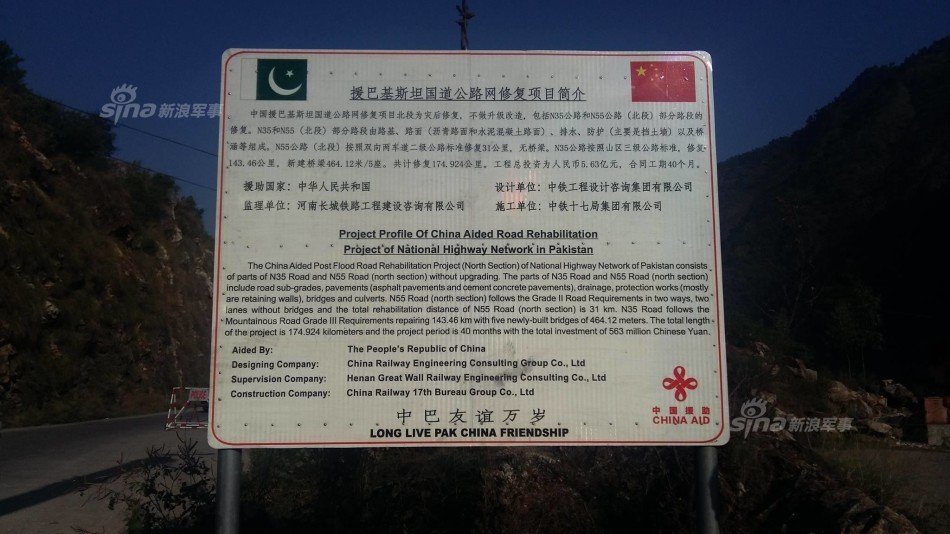 sina新浪军事
援巴基斯坦国道公路网修复项目简介
中国援巴基斯坦国道公路网修复项目北段为灾后修复，不做升级改造，包括N35公路和N55公路（北段）部分路段的
修复。N35和N55（北段）部分路段由路基、路面（沥青路面和水泥混凝土路面）、排水、防护（主要是挡土墙）以及桥
涵等组成。N55公路（北段）按照双向两车道二级公路标准修复31公里，无桥梁。N35公路按照山区三级公路标准，修复
143.46公里，新建桥梁464.12米/5座。共计修复174.924公里。工程总投资为人民币5.63亿元，合同工期40个月。
援助国家：中华人民共和国 设计单位：中铁工程设计咨询集团有限公司
监理单位：河南长城铁路工程建设咨询有限公司 施工单位：中铁十七局集团有限公司
Project Profile Of China Aided Road Rehabilitation
Project of National Highway Network in Pakistan
The China Aided Post Flood Road Rehabilitation Project (North Section) of National Highway Network of Pakistan consists
of parts of N35 Road and N55 Road (north section) without upgrading. The parts of N35 Road and N55 Road (north section)
include road sub-grades, pavements (asphalt pavements and cement concrete pavements), drainage, protection works (mostly
are retaining walls), bridges and culverts. N55 Road (north section) follows the Grade II Road Requirements in two ways, two
lanes without bridges and the total rehabilitation distance of N55 Road (north section) is 31 km. N35 Road follows the
Mountainous Road Grade III Requirements repairing 143.46 km with five newly-built bridges of 464.12 meters. The total length
of the project is 174.924 kilometers and the project period is 40 months with the total investment of 563 million Chinese Yuan.
Aided By: The People's Republic of China
Designing Company: China Railway Engineering Consulting Group Co., Ltd
Supervision Company: Henan Great Wall Railway Engineering Consulting Co., Ltd
Construction Company: China Railway 17th Bureau Group Co., Ltd
中巴友谊万岁
LONG LIVE PAK CHINA FRIENDSHIP
中国援助
CHINA AID
sina新浪军事